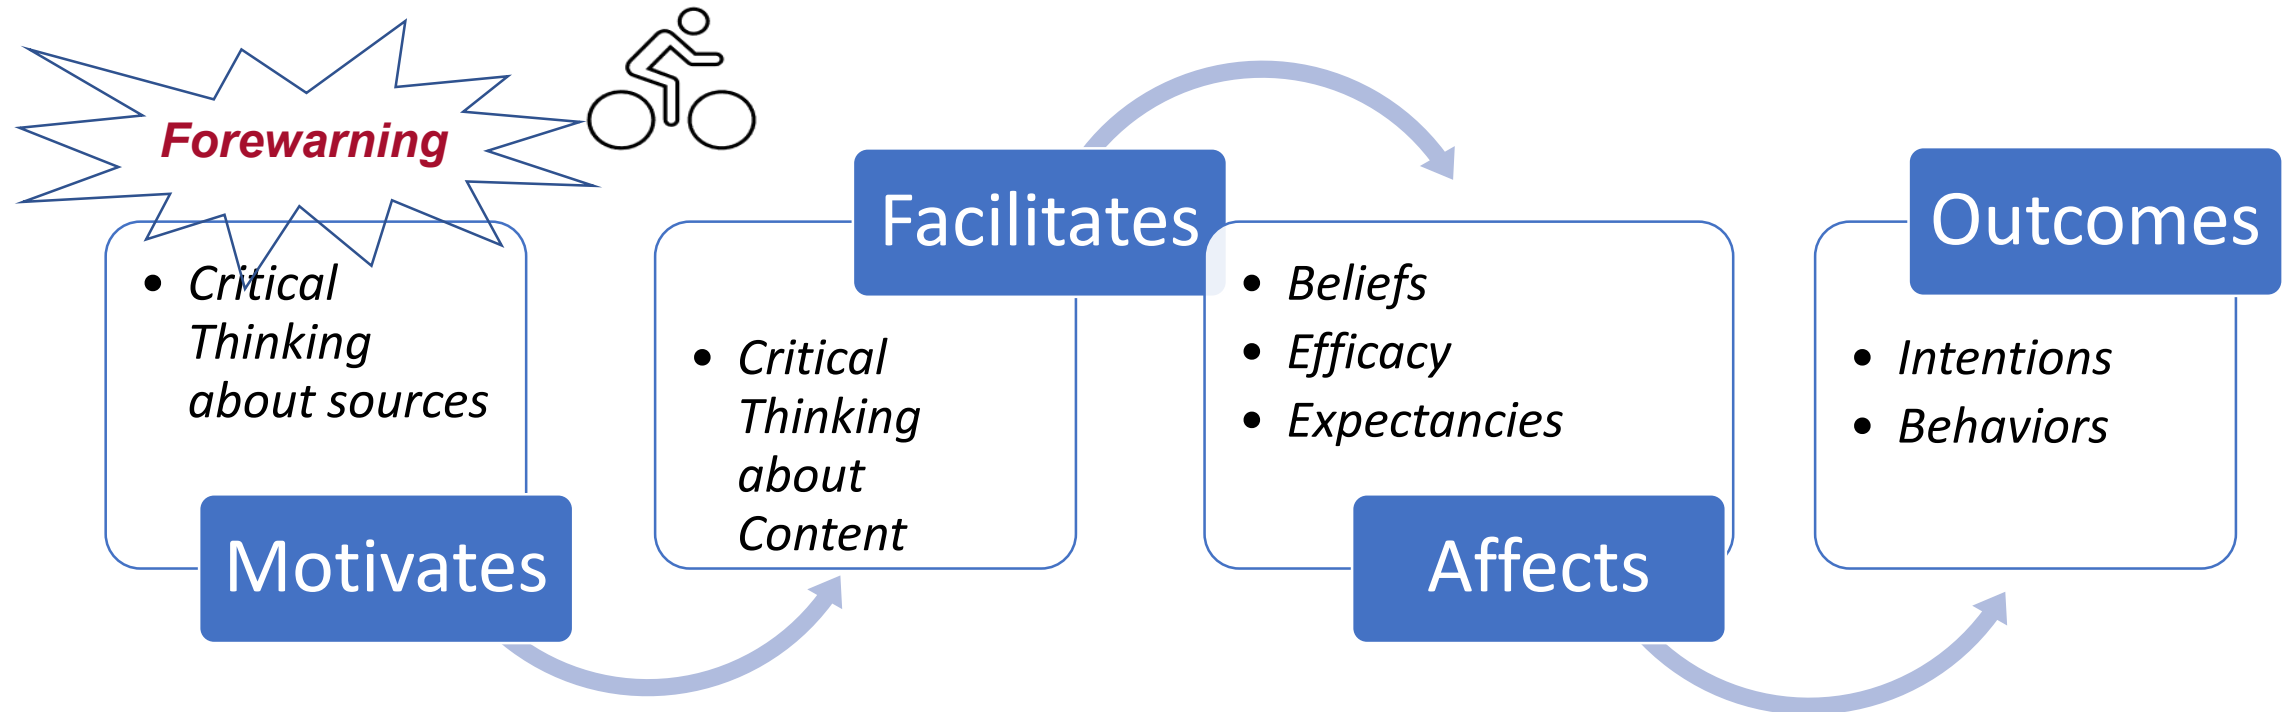 Forewarning
• Critical
Thinking
about sources
Motivates
Facilitates
• Critical
Thinking
about
Content
• Beliefs
• Efficacy
• Expectancies
Affects
Outcomes
• Intentions
• Behaviors